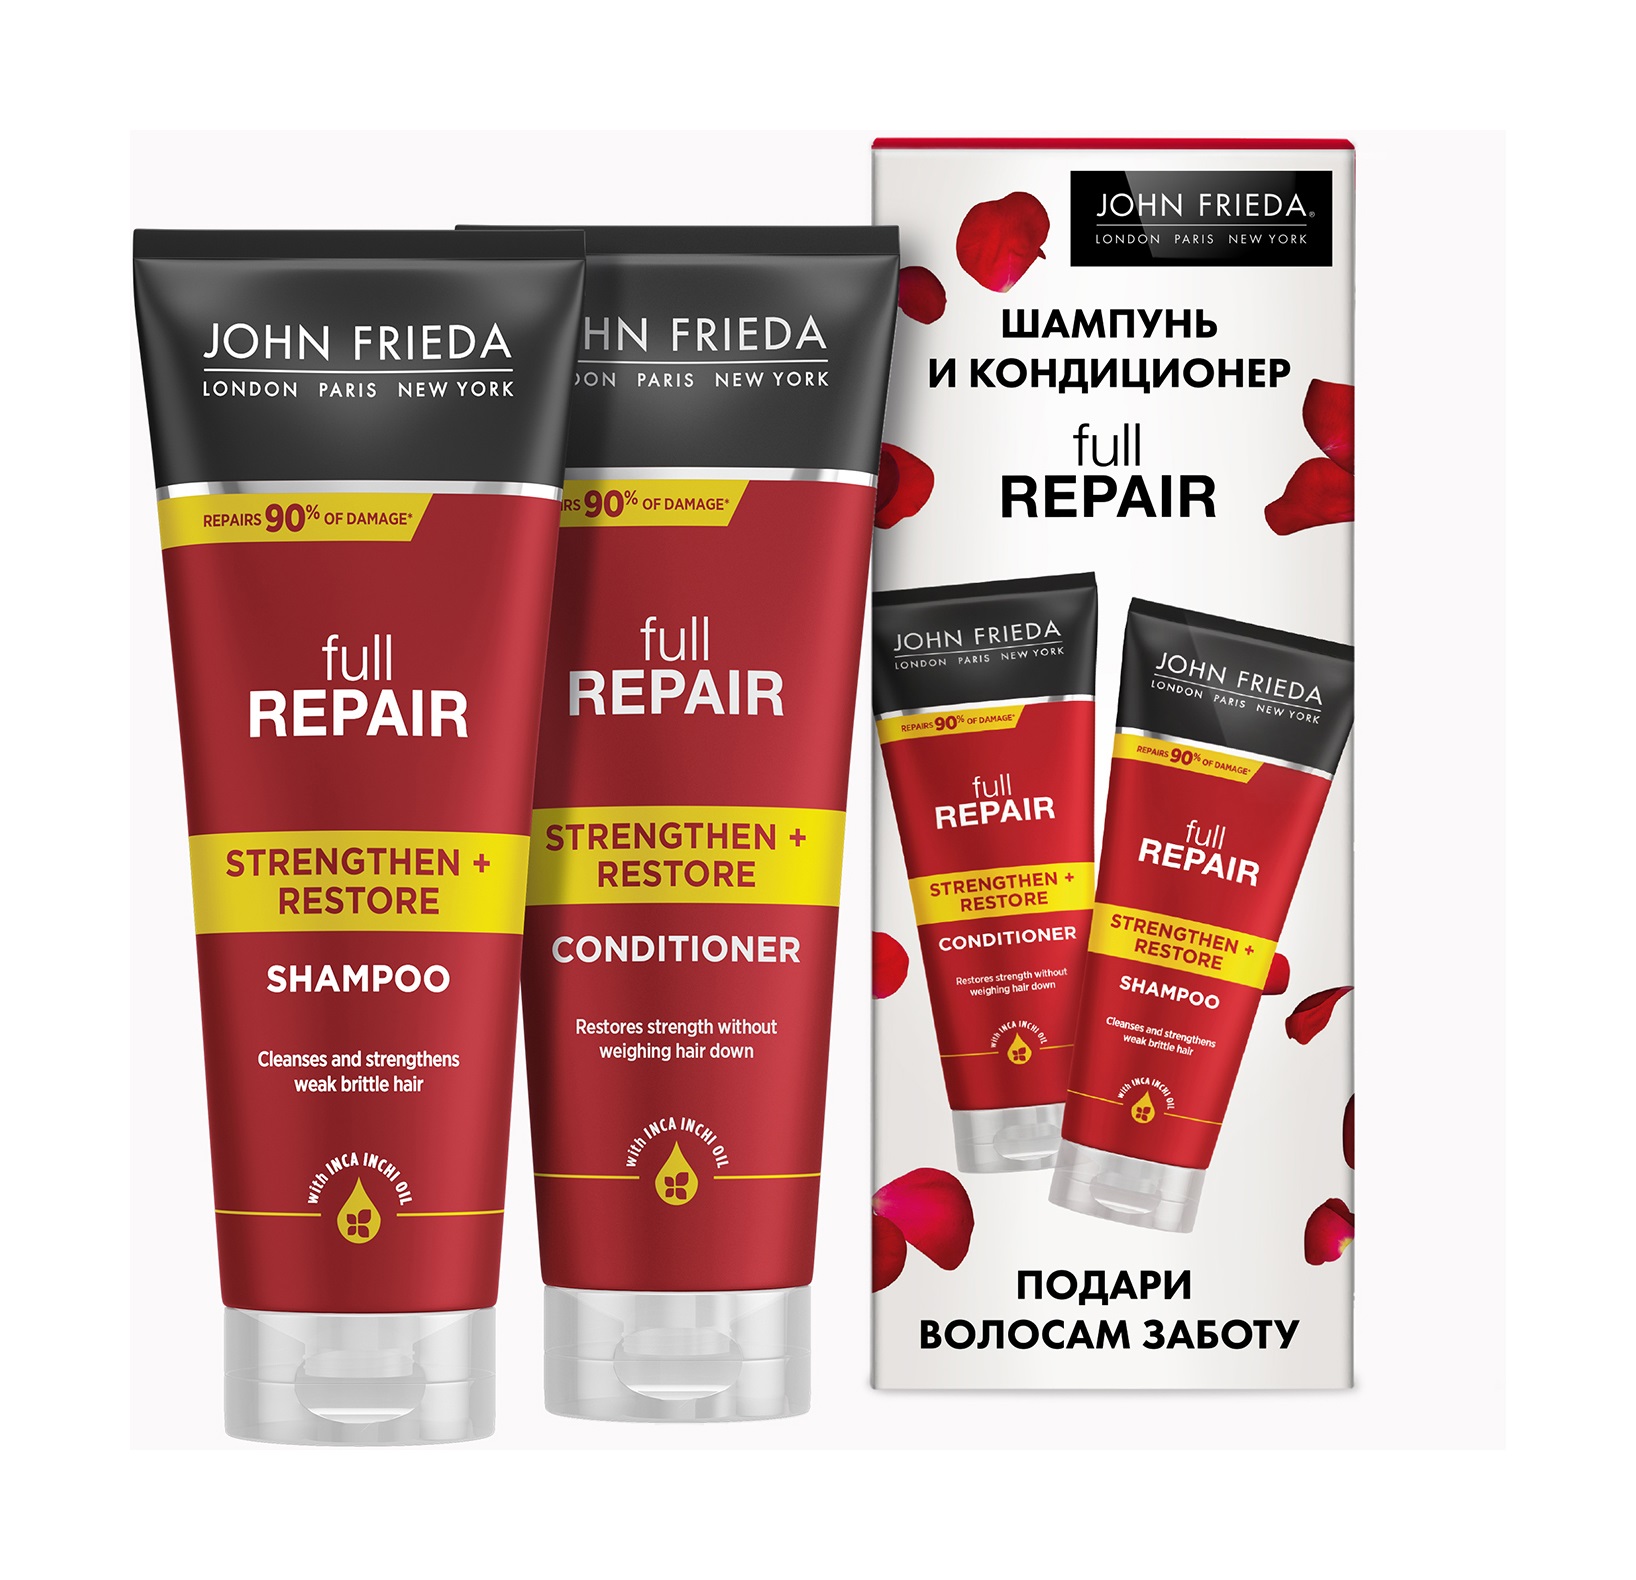 JOHN FRIEDA
LONDON PARIS NEW YORK
REPAIRS 90% OF DAMAGE*
full
REPAIR
STRENGTHEN +
RESTORE
SHAMPOO
Cleanses and strengthens
weak brittle hair
with INCA INCHI OIL
HN FRIEDA
DON PARIS NEW YORK
IRS 90% OF DAMAGE*
full
REPAIR
STRENGTHEN +
RESTORE
CONDITIONER
Restores strength without
weighing hair down
with INCA INCHI OIL
JOHN FRIEDA®
LONDON PARIS NEW YORK
ШАМПУНЬ
И КОНДИЦИОНЕР
full
REPAIR
JOHN FRIEDA
LONDON PARIS NEW YORK
REPAIRS 90% OF DAMAGE*
full
REPAIR
STRENGTHEN +
RESTORE
CONDITIONER
Restores strength without
weighing hair down
with INCA INCHI OIL
JOHN FRIEDA
LONDON PARIS NEW YORK
REPAIRS 90% OF DAMAGE*
full
REPAIR
STRENGTHEN +
RESTORE
SHAMPOO
Cleanses and strengthens
weak brittle hair
with INCA INCHI OIL
ПОДАРИ
ВОЛОСАМ ЗАБОТУ